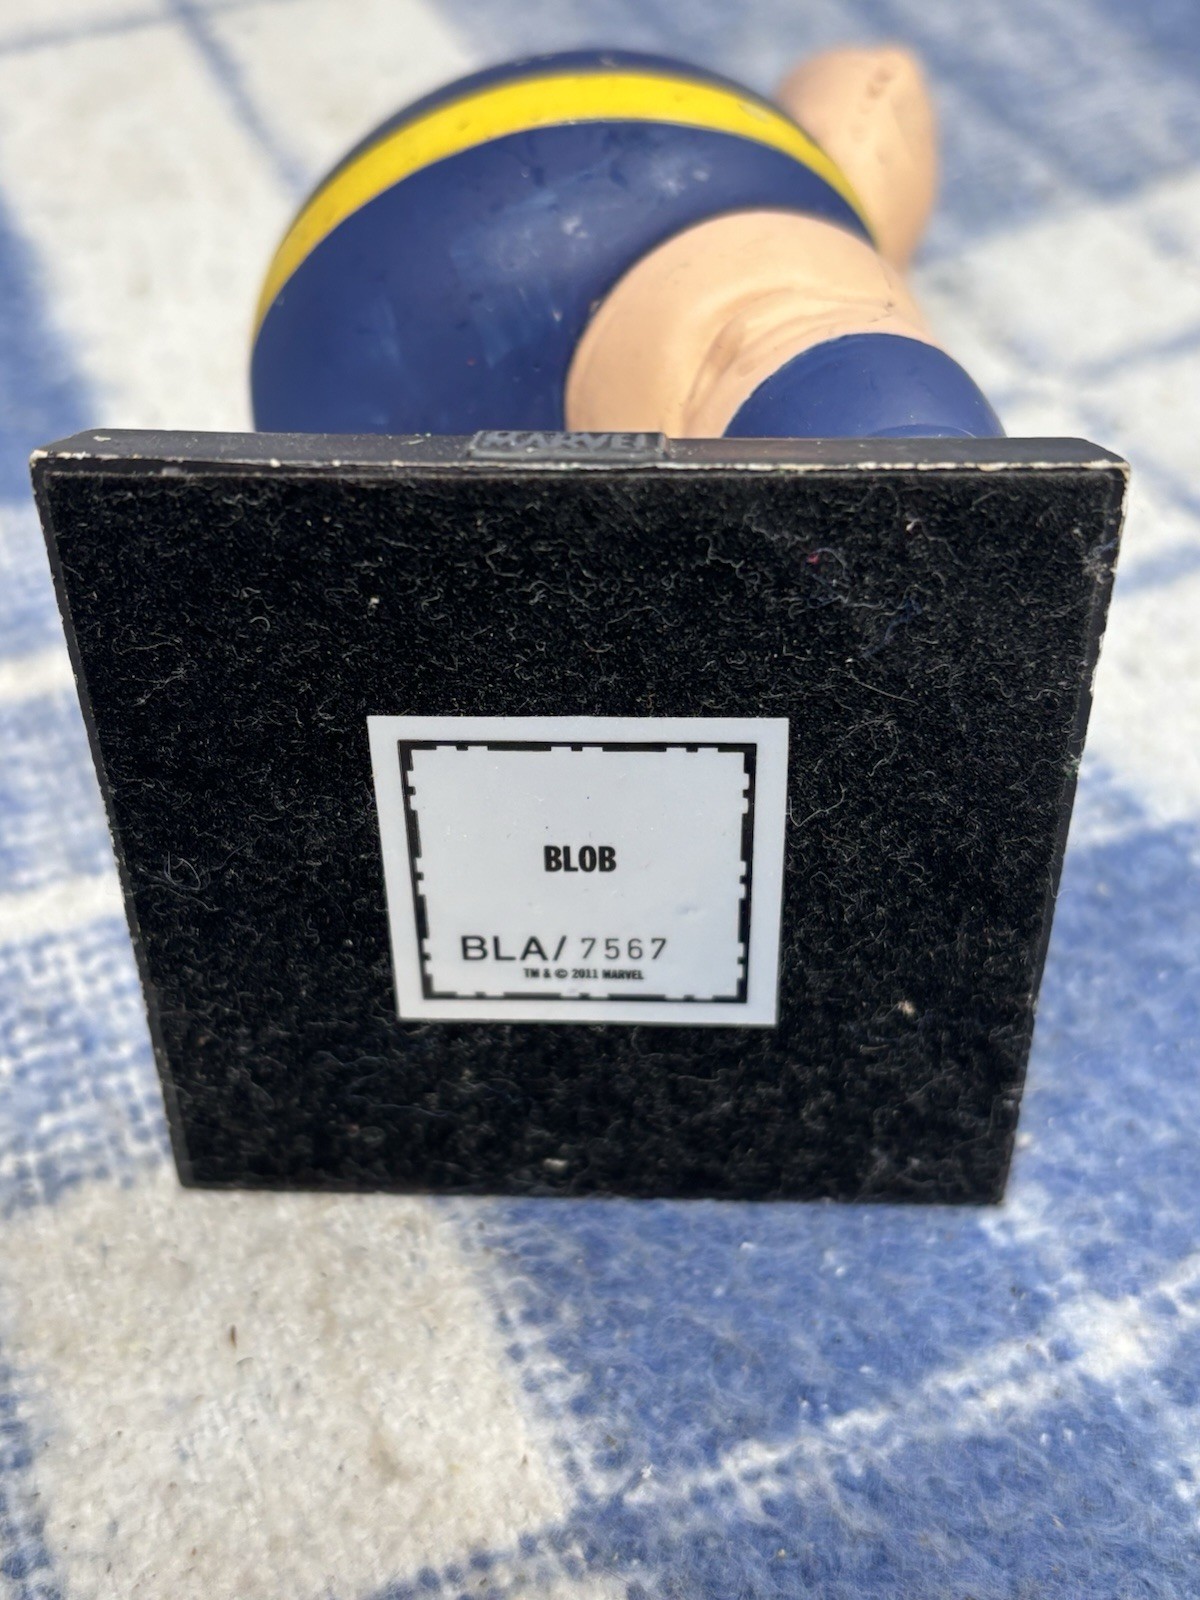 MARVEL
BLOB
BLA/ 7567
TM & © 2011 MARVEL